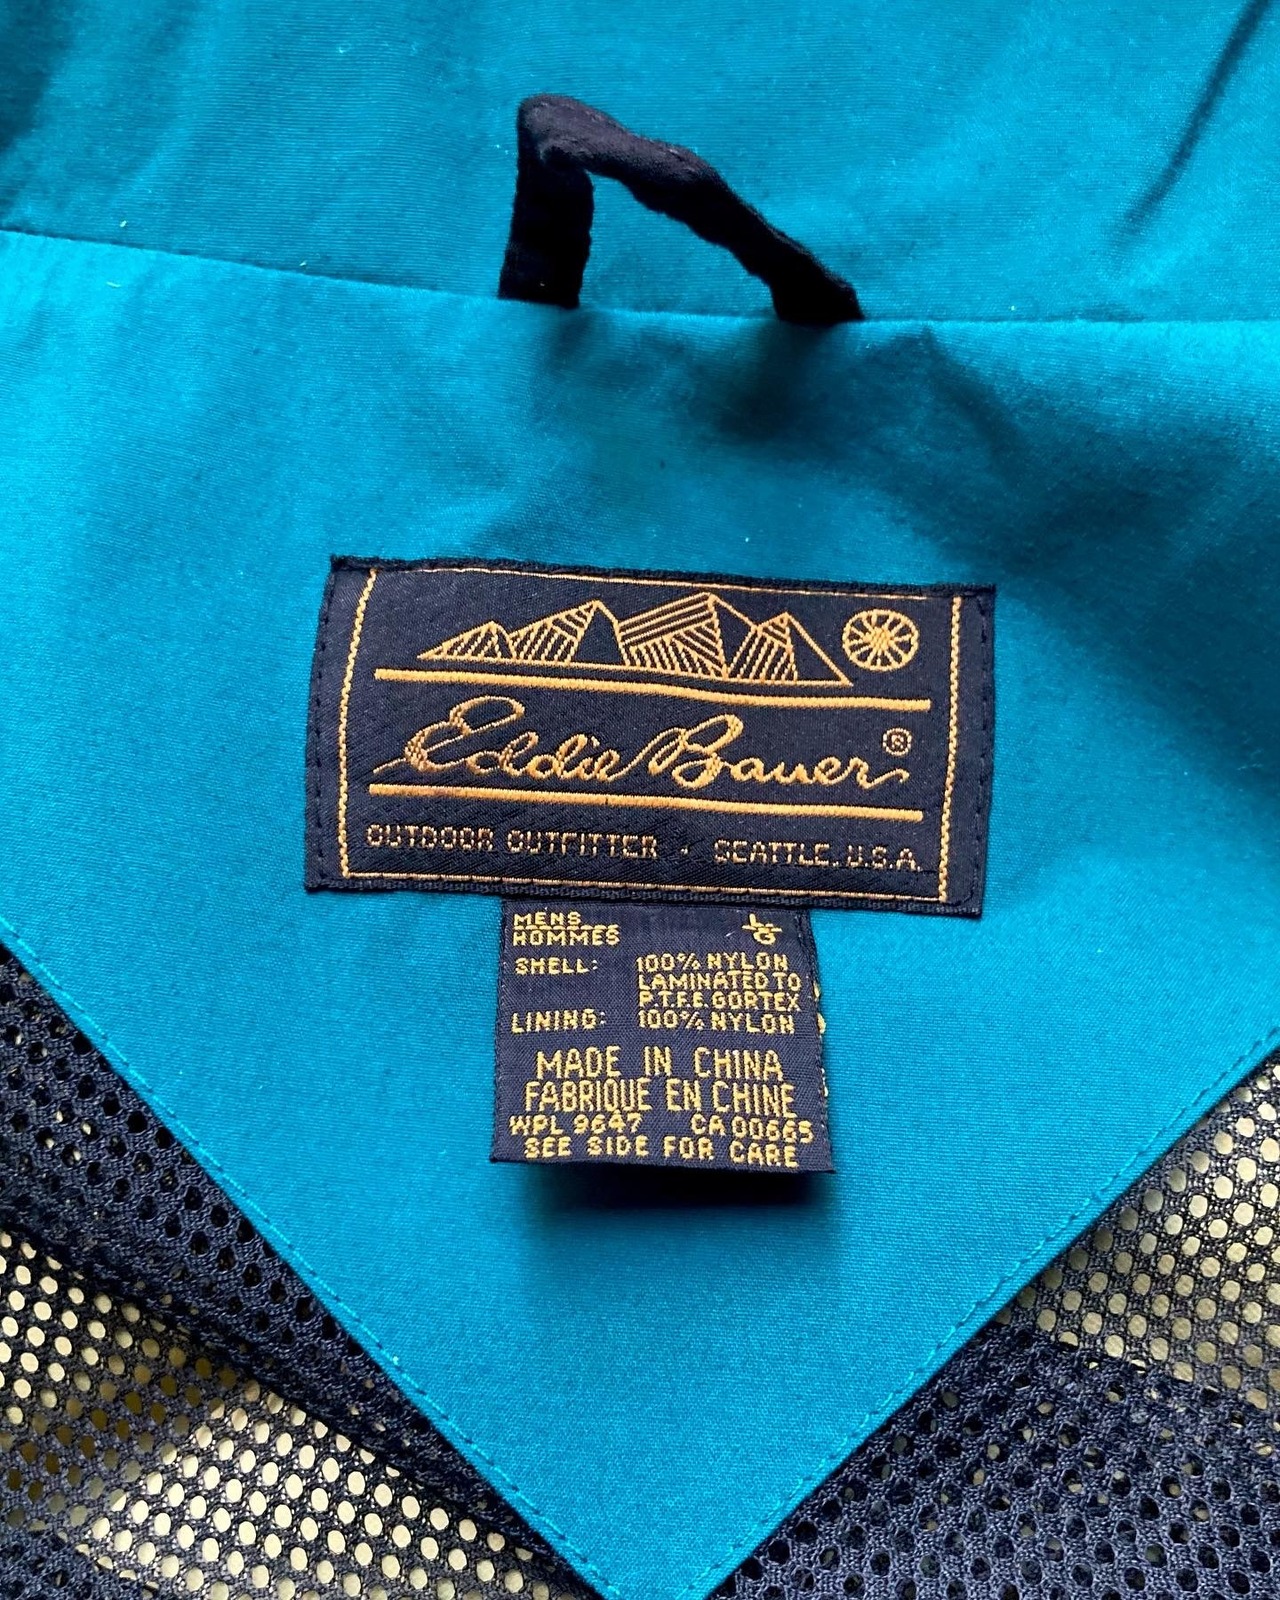 Eddie Bauer®
OUTDOOR OUTFITTER · SEATTLE, U.S.A.
MENS
HOMMES
L/G
SHELL: 100% NYLON
LAMINATED TO
P.T.F.E. GORTEX
LINING: 100% NYLON
MADE IN CHINA
FABRIQUE EN CHINE
WPL 9647 CA 00665
SEE SIDE FOR CARE